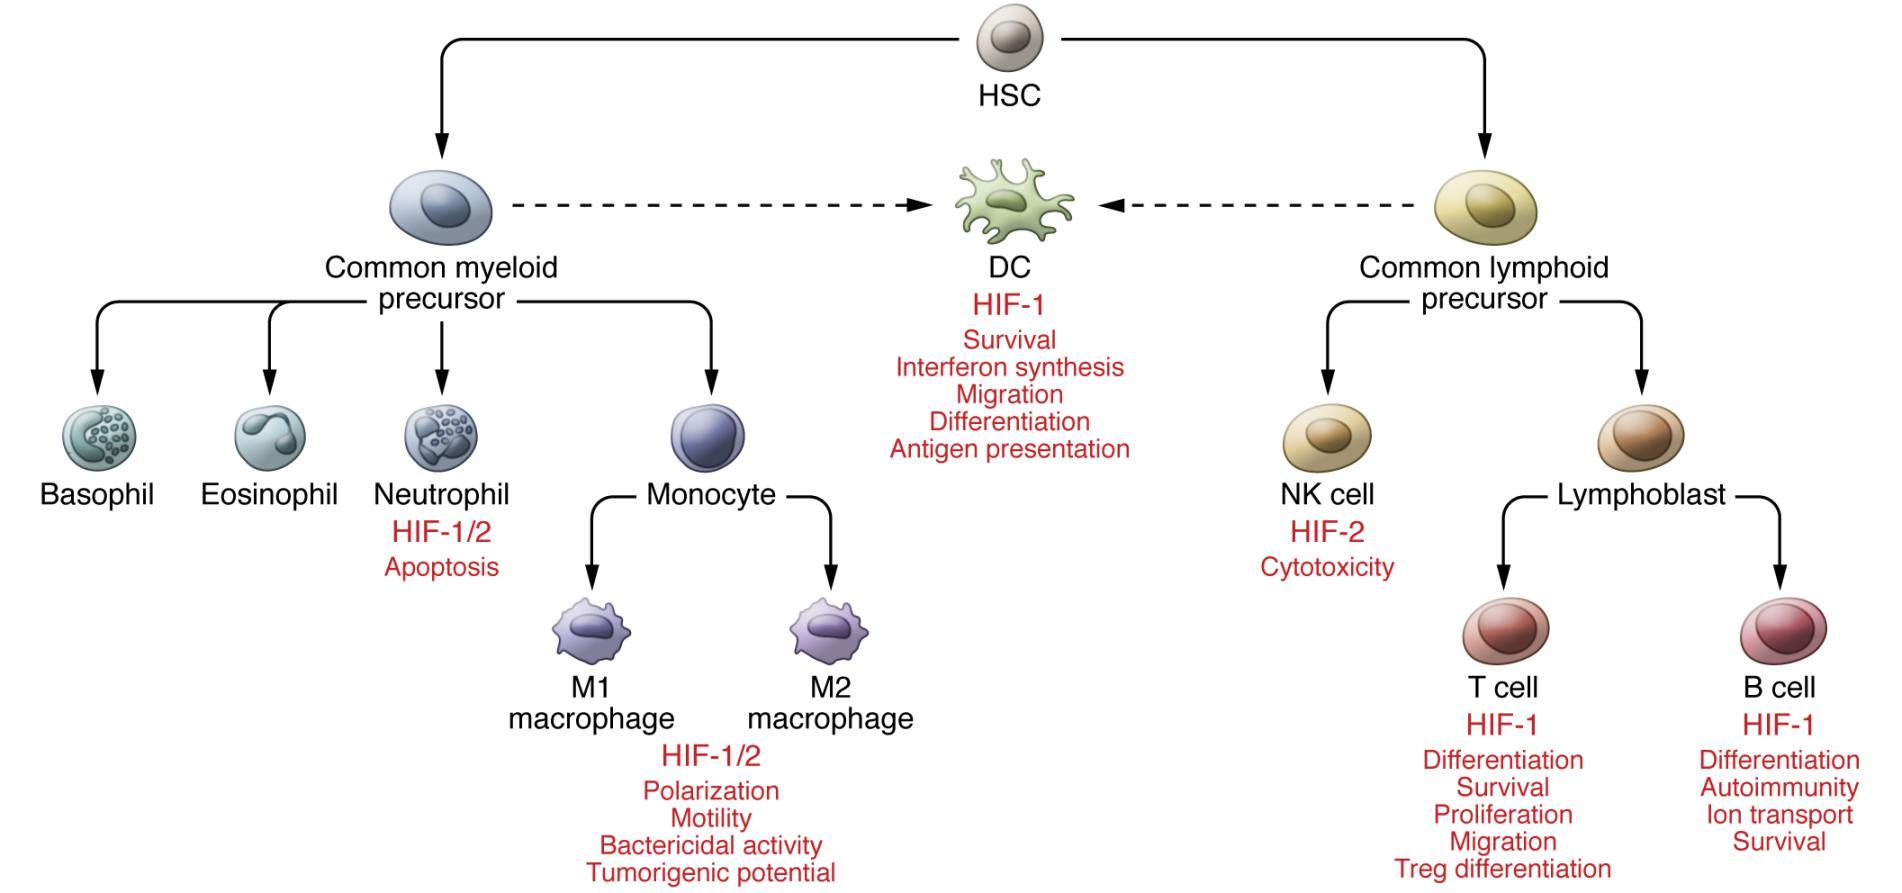 HSC
Common myeloid
precursor
DC
HIF-1
Survival
Interferon synthesis
Migration
Differentiation
Antigen presentation
Common lymphoid
precursor
Basophil
Eosinophil
Neutrophil
HIF-1/2
Apoptosis
Monocyte
M1
macrophage
M2
macrophage
HIF-1/2
Polarization
Motility
Bactericidal activity
Tumorigenic potential
NK cell
HIF-2
Cytotoxicity
Lymphoblast
T cell
HIF-1
Differentiation
Survival
Proliferation
Migration
Treg differentiation
B cell
HIF-1
Differentiation
Autoimmunity
Ion transport
Survival